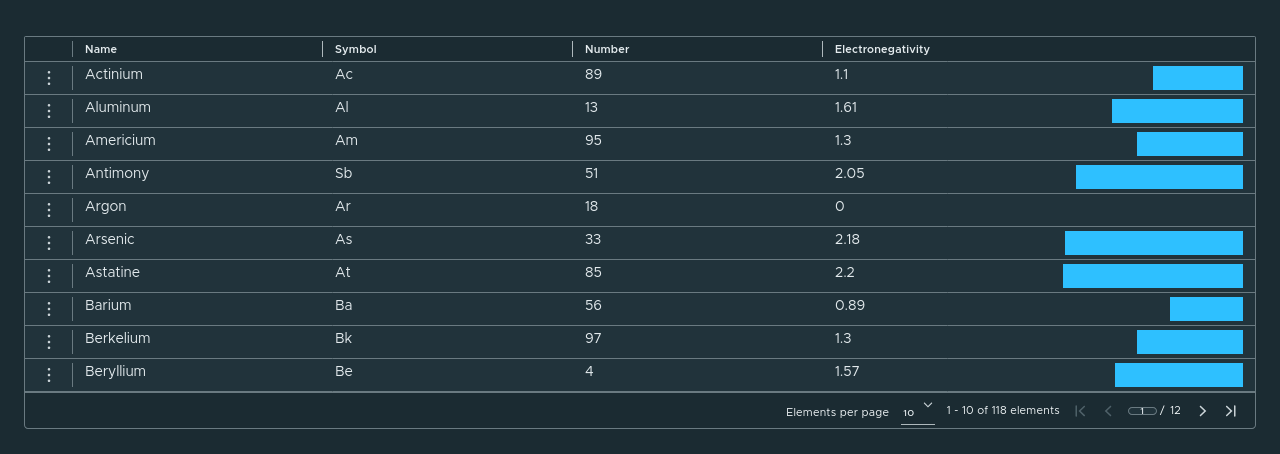 Name Symbol Number Electronegativity
Actinium Ac 89 1.1
Aluminum Al 13 1.61
Americium Am 95 1.3
Antimony Sb 51 2.05
Argon Ar 18 0
Arsenic As 33 2.18
Astatine At 85 2.2
Barium Ba 56 0.89
Berkelium Bk 97 1.3
Beryllium Be 4 1.57
Elements per page 10 1 - 10 of 118 elements 1 / 12